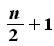 n/2 + 1